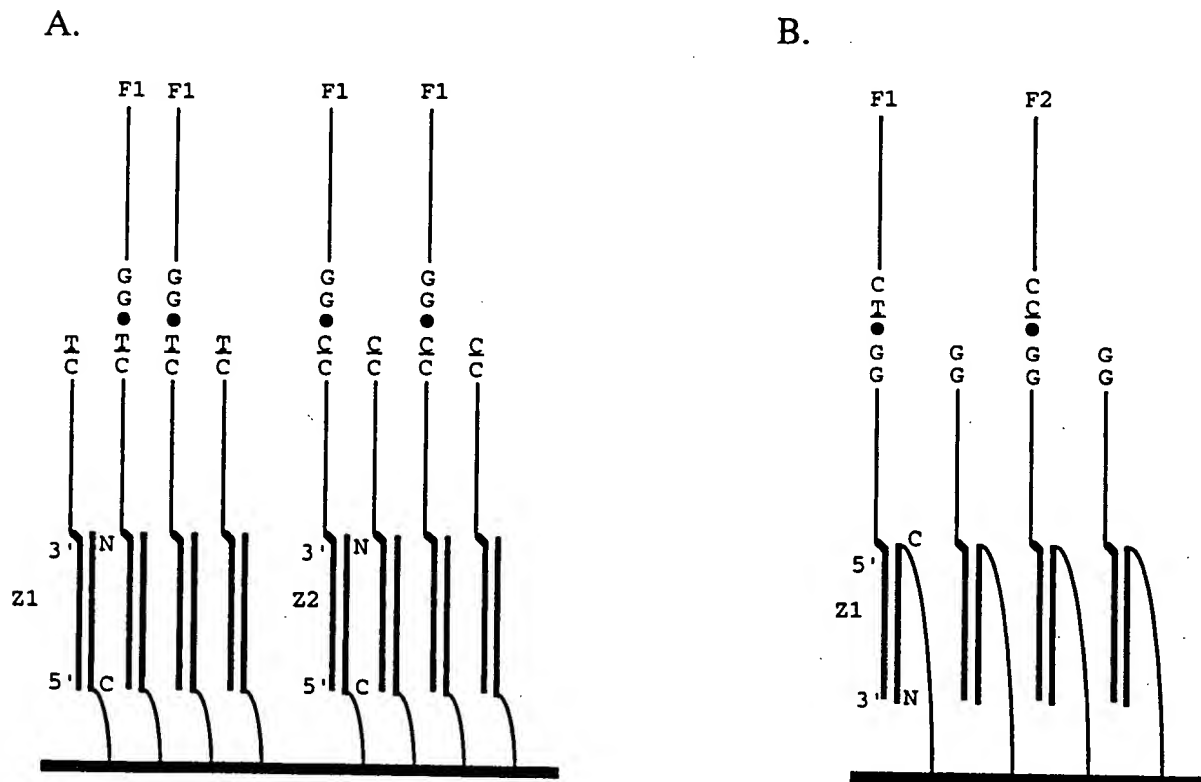 A.
B.
F1 F1 F1 F1
F1 F2
G G G G
C C
G G G G
T C
T T T T C C C C
G G G G
C C C C C C C C
G G G G
3' N 3' N
5' C
Z1 Z2
Z1
5' C 5' C
3' N